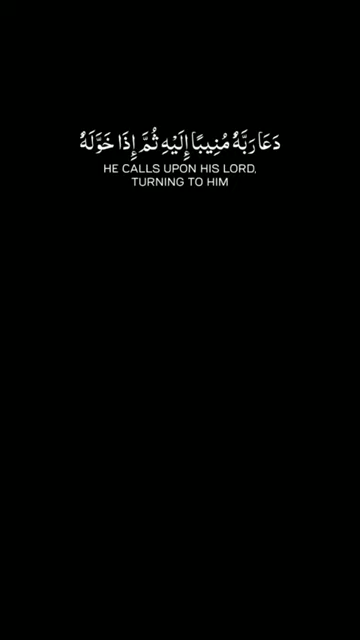 دَعَا رَبَّهُۥ مُنِيبًا إِلَيْهِ ثُمَّ إِذَا خَوَّلَهُۥ
HE CALLS UPON HIS LORD,
TURNING TO HIM